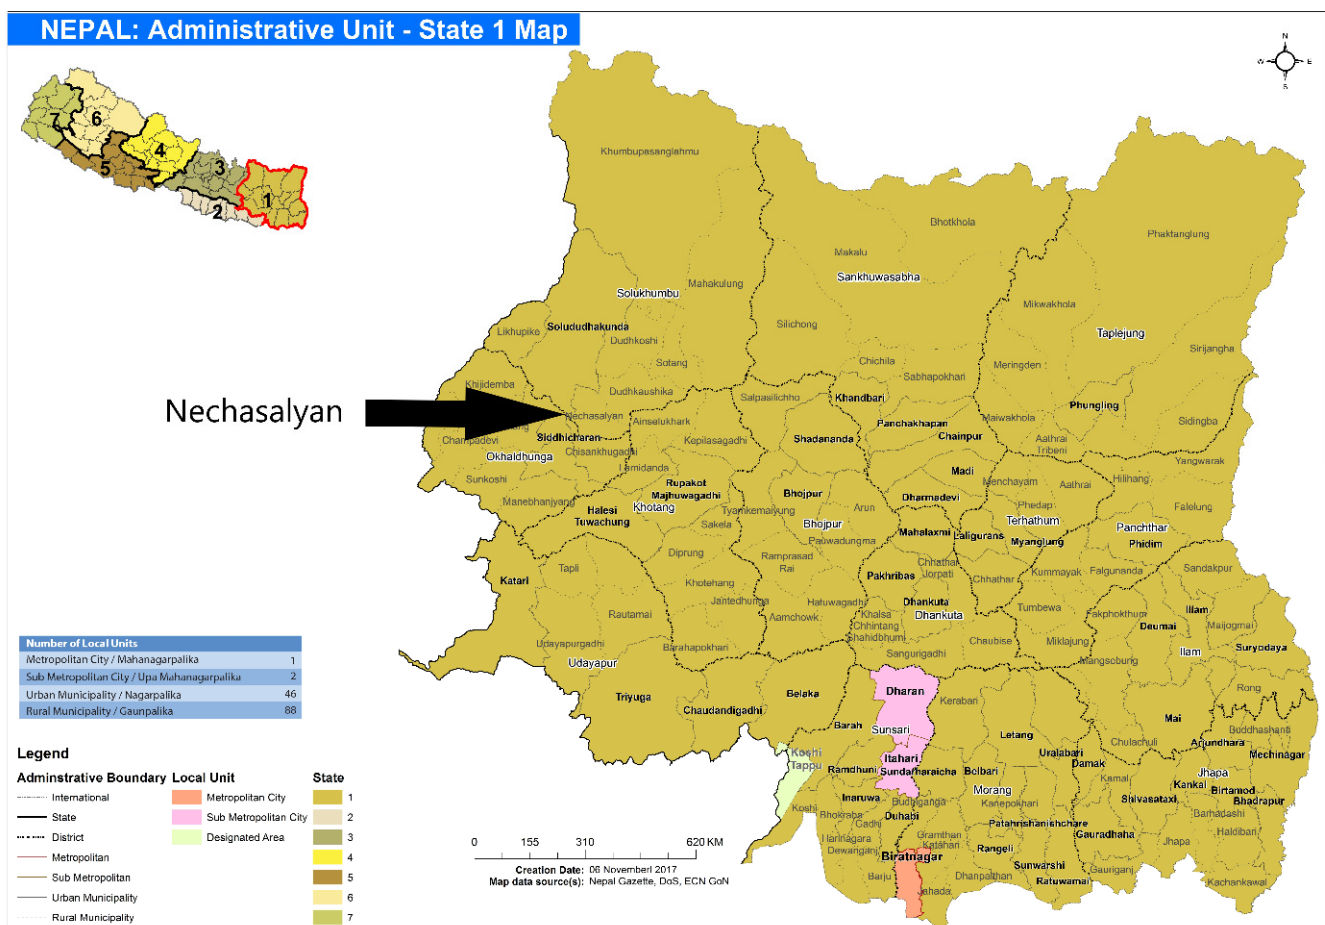 NEPAL: Administrative Unit - State 1 Map
N
W
E
S
7
6
5
4
3
2
1
Khumbupasanglahmu
Bhotkhola
Phaktanglung
Makalu
Sankhuwasabha
Mahakulung
Solukhumbu
Mikwakhola
Likhupike
Solududhakunda
Silichong
Taplejung
Dudhkoshi
Sirijangha
Sotang
Chichila
Meringden
Khijidemba
Dudhkaushika
Sabhapokhari
Salpasilichho
Khandbari
Phungling
Nechasalyan
Nechasalyan
Ainselukhark
Panchakhapan
Maiwakhola
Sidingba
Champadevi
Siddhicharan
Kepilasagadhi
Shadananda
Chainpur
Aathrai
Tribeni
Okhaldhunga
Chisankhugadhi
Yangwarak
Sunkoshi
Lamidanda
Madi
Rupakot
Majhuwagadhi
Menchayam
Aathrai
Hilihang
Manebhanjyang
Halesi
Tuwachung
Khotang
Bhojpur
Dharmadevi
Phedap
Falelung
Tyamkemaiyung
Arun
Terhathum
Panchthar
Sakela
Bhojpur
Mahalaxmi
Laligurans
Myanglung
Phidim
Pauwadungma
Diprung
Ramprasad
Rai
Chhathar
Jorpati
Sandakpur
Katari
Tapli
Khotehang
Pakhribas
Chhathar
Kummayak
Falgunanda
Jantedhunga
Hatuwagadhi
Dhankuta
Dhankuta
Tumbewa
Fakphokthum
Illam
Rautamai
Aamchowk
Khalsa
Chhintang
Shahidbhumi
Deumai
Maijogmai
Udayapurgadhi
Barahapokhari
Chaubise
Miklajung
Ilam
Suryodaya
Udayapur
Sangurigadhi
Mangsebung
Triyuga
Chaudandigadhi
Belaka
Dharan
Kerabari
Rong
Barah
Sunsari
Letang
Mai
Buddhashanti
Koshi
Tappu
Itahari
Uralabari
Chulachuli
Arjundhara
Mechinagar
Ramdhuni
Sundarharaicha
Belbari
Damak
Jhapa
Morang
Kamal
Kankai
Birtamod
Inaruwa
Budhiganga
Kanepokhari
Shivasataxi
Bhadrapur
Koshi
Bhokraha
Duhabi
Barhadashi
Gadhi
Patahrishanishchare
Harinagara
Gramthan
Gauradhaha
Haldibari
Dewanganj
Katahari
Rangeli
Jhapa
Biratnagar
Sunwarshi
Barju
Dhanpalthan
Ratuwamai
Gauriganj
Kachankawal
Jahada
Number of Local Units
Metropolitan City / Mahanagarpalika 1
Sub Metropolitan City / Upa Mahanagarpalika 2
Urban Municipality / Nagarpalika 46
Rural Municipality / Gaunpalika 88
Legend
Adminstrative Boundary Local Unit State
International Metropolitan City 1
State Sub Metropolitan City 2
District Designated Area 3
Metropolitan 4
Sub Metropolitan 5
Urban Municipality 6
Rural Municipality 7
0 155 310 620 KM
Creation Date: 06 Novemberl 2017
Map data source(s): Nepal Gazette, DoS, ECN GoN